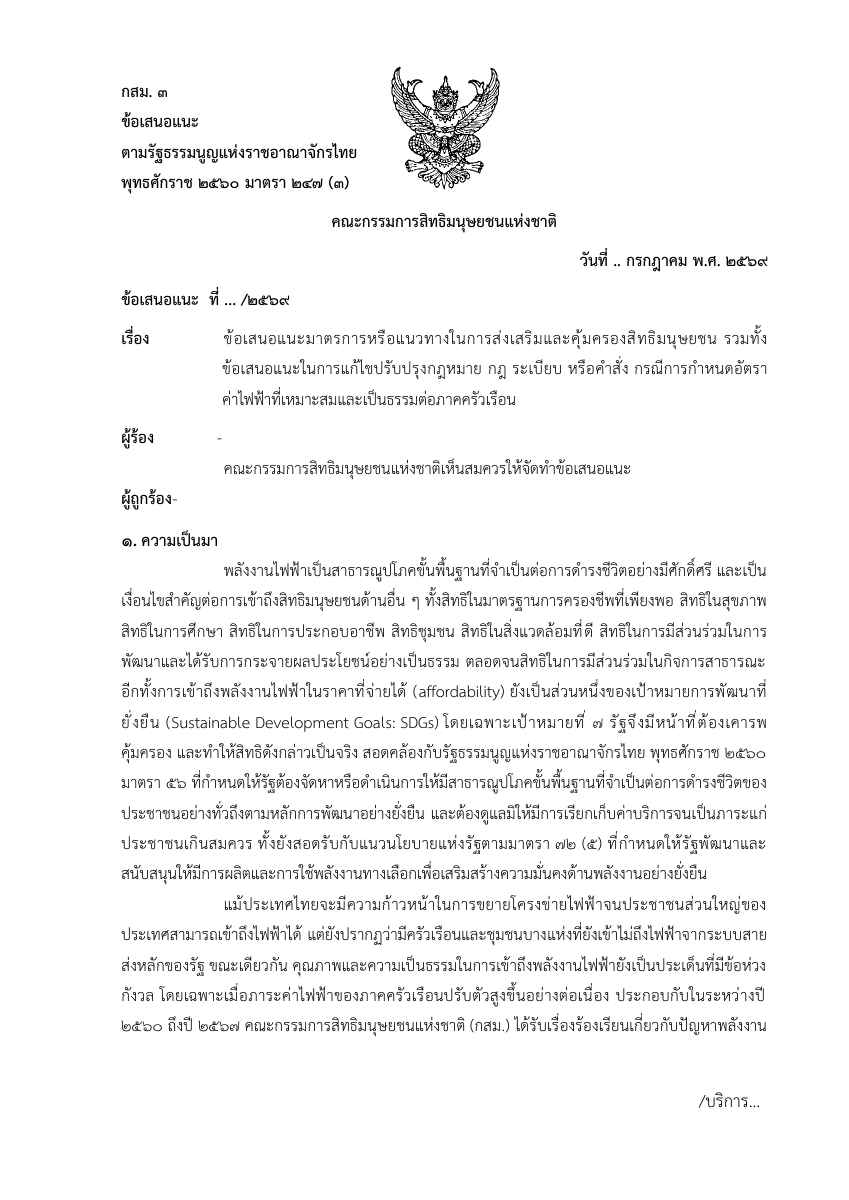 กสม. ๓
ข้อเสนอแนะ
ตามรัฐธรรมนูญแห่งราชอาณาจักรไทย
พุทธศักราช ๒๕๖๐ มาตรา ๒๔๗ (๓)
คณะกรรมการสิทธิมนุษยชนแห่งชาติ
วันที่ .. กรกฎาคม พ.ศ. ๒๕๖๙
ข้อเสนอแนะ ที่ ... /๒๕๖๙
เรื่อง ข้อเสนอแนะมาตรการหรือแนวทางในการส่งเสริมและคุ้มครองสิทธิมนุษยชน รวมทั้ง
ข้อเสนอแนะในการแก้ไขปรับปรุงกฎหมาย กฎ ระเบียบ หรือคำสั่ง กรณีการกำหนดอัตรา
ค่าไฟฟ้าที่เหมาะสมและเป็นธรรมต่อภาคครัวเรือน
ผู้ร้อง -
คณะกรรมการสิทธิมนุษยชนแห่งชาติเห็นสมควรให้จัดทำข้อเสนอแนะ
ผู้ถูกร้อง-
๑. ความเป็นมา
พลังงานไฟฟ้าเป็นสาธารณูปโภคขั้นพื้นฐานที่จำเป็นต่อการดำรงชีวิตอย่างมีศักดิ์ศรี และเป็น
เงื่อนไขสำคัญต่อการเข้าถึงสิทธิมนุษยชนด้านอื่น ๆ ทั้งสิทธิในมาตรฐานการครองชีพที่เพียงพอ สิทธิในสุขภาพ
สิทธิในการศึกษา สิทธิในการประกอบอาชีพ สิทธิชุมชน สิทธิในสิ่งแวดล้อมที่ดี สิทธิในการมีส่วนร่วมในการ
พัฒนาและได้รับการกระจายผลประโยชน์อย่างเป็นธรรม ตลอดจนสิทธิในการมีส่วนร่วมในกิจการสาธารณะ
อีกทั้งการเข้าถึงพลังงานไฟฟ้าในราคาที่จ่ายได้ (affordability) ยังเป็นส่วนหนึ่งของเป้าหมายการพัฒนาที่
ยั่งยืน (Sustainable Development Goals: SDGs) โดยเฉพาะเป้าหมายที่ ๗ รัฐจึงมีหน้าที่ต้องเคารพ
คุ้มครอง และทำให้สิทธิดังกล่าวเป็นจริง สอดคล้องกับรัฐธรรมนูญแห่งราชอาณาจักรไทย พุทธศักราช ๒๕๖๐
มาตรา ๕๖ ที่กำหนดให้รัฐต้องจัดหาหรือดำเนินการให้มีสาธารณูปโภคขั้นพื้นฐานที่จำเป็นต่อการดำรงชีวิตของ
ประชาชนอย่างทั่วถึงตามหลักการพัฒนาอย่างยั่งยืน และต้องดูแลมิให้มีการเรียกเก็บค่าบริการจนเป็นภาระแก่
ประชาชนเกินสมควร ทั้งยังสอดรับกับแนวนโยบายแห่งรัฐตามมาตรา ๗๒ (๕) ที่กำหนดให้รัฐพัฒนาและ
สนับสนุนให้มีการผลิตและการใช้พลังงานทางเลือกเพื่อเสริมสร้างความมั่นคงด้านพลังงานอย่างยั่งยืน
แม้ประเทศไทยจะมีความก้าวหน้าในการขยายโครงข่ายไฟฟ้าจนประชาชนส่วนใหญ่ของ
ประเทศสามารถเข้าถึงไฟฟ้าได้ แต่ยังปรากฏว่ามีครัวเรือนและชุมชนบางแห่งที่ยังเข้าไม่ถึงไฟฟ้าจากระบบสาย
ส่งหลักของรัฐ ขณะเดียวกัน คุณภาพและความเป็นธรรมในการเข้าถึงพลังงานไฟฟ้ายังเป็นประเด็นที่มีข้อห่วง
กังวล โดยเฉพาะเมื่อภาระค่าไฟฟ้าของภาคครัวเรือนปรับตัวสูงขึ้นอย่างต่อเนื่อง ประกอบกับในระหว่างปี
๒๕๖๐ ถึงปี ๒๕๖๗ คณะกรรมการสิทธิมนุษยชนแห่งชาติ (กสม.) ได้รับเรื่องร้องเรียนเกี่ยวกับปัญหาพลังงาน
/บริการ...